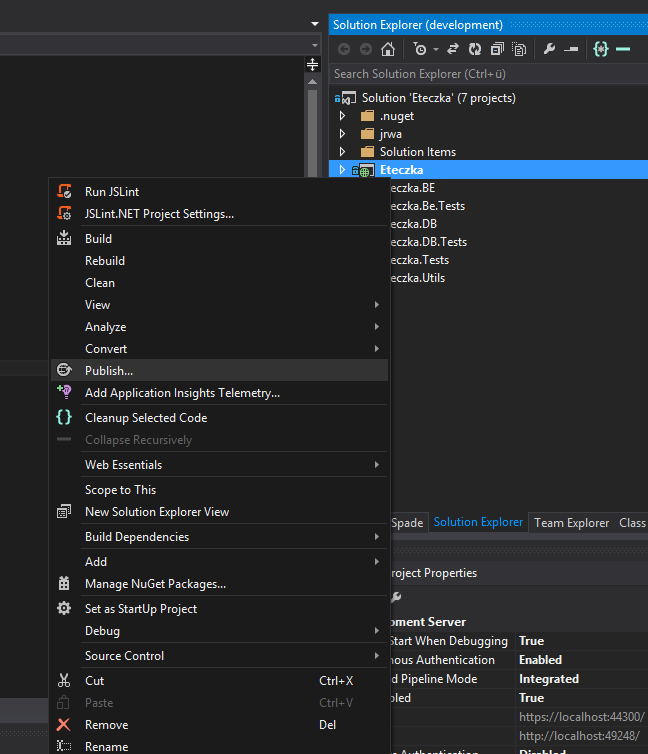 Solution Explorer (development)
Search Solution Explorer (Ctrl+ü)
Solution 'Eteczka' (7 projects)
.nuget
jrwa
Solution Items
Eteczka
eczka.BE
eczka.Be.Tests
eczka.DB
eczka.DB.Tests
eczka.Tests
eczka.Utils
Run JSLint
JSLint.NET Project Settings...
Build
Rebuild
Clean
View
Analyze
Convert
Publish...
Add Application Insights Telemetry...
Cleanup Selected Code
Collapse Recursively
Web Essentials
Scope to This
New Solution Explorer View
Build Dependencies
Add
Manage NuGet Packages...
Set as StartUp Project
Debug
Source Control
Cut Ctrl+X
Paste Ctrl+V
Remove Del
Rename
Spade Solution Explorer Team Explorer Class
roject Properties
pment Server
Start When Debugging True
nous Authentication Enabled
d Pipeline Mode Integrated
bled True
https://localhost:44300/
http://localhost:49248/
s Authentication Disabled